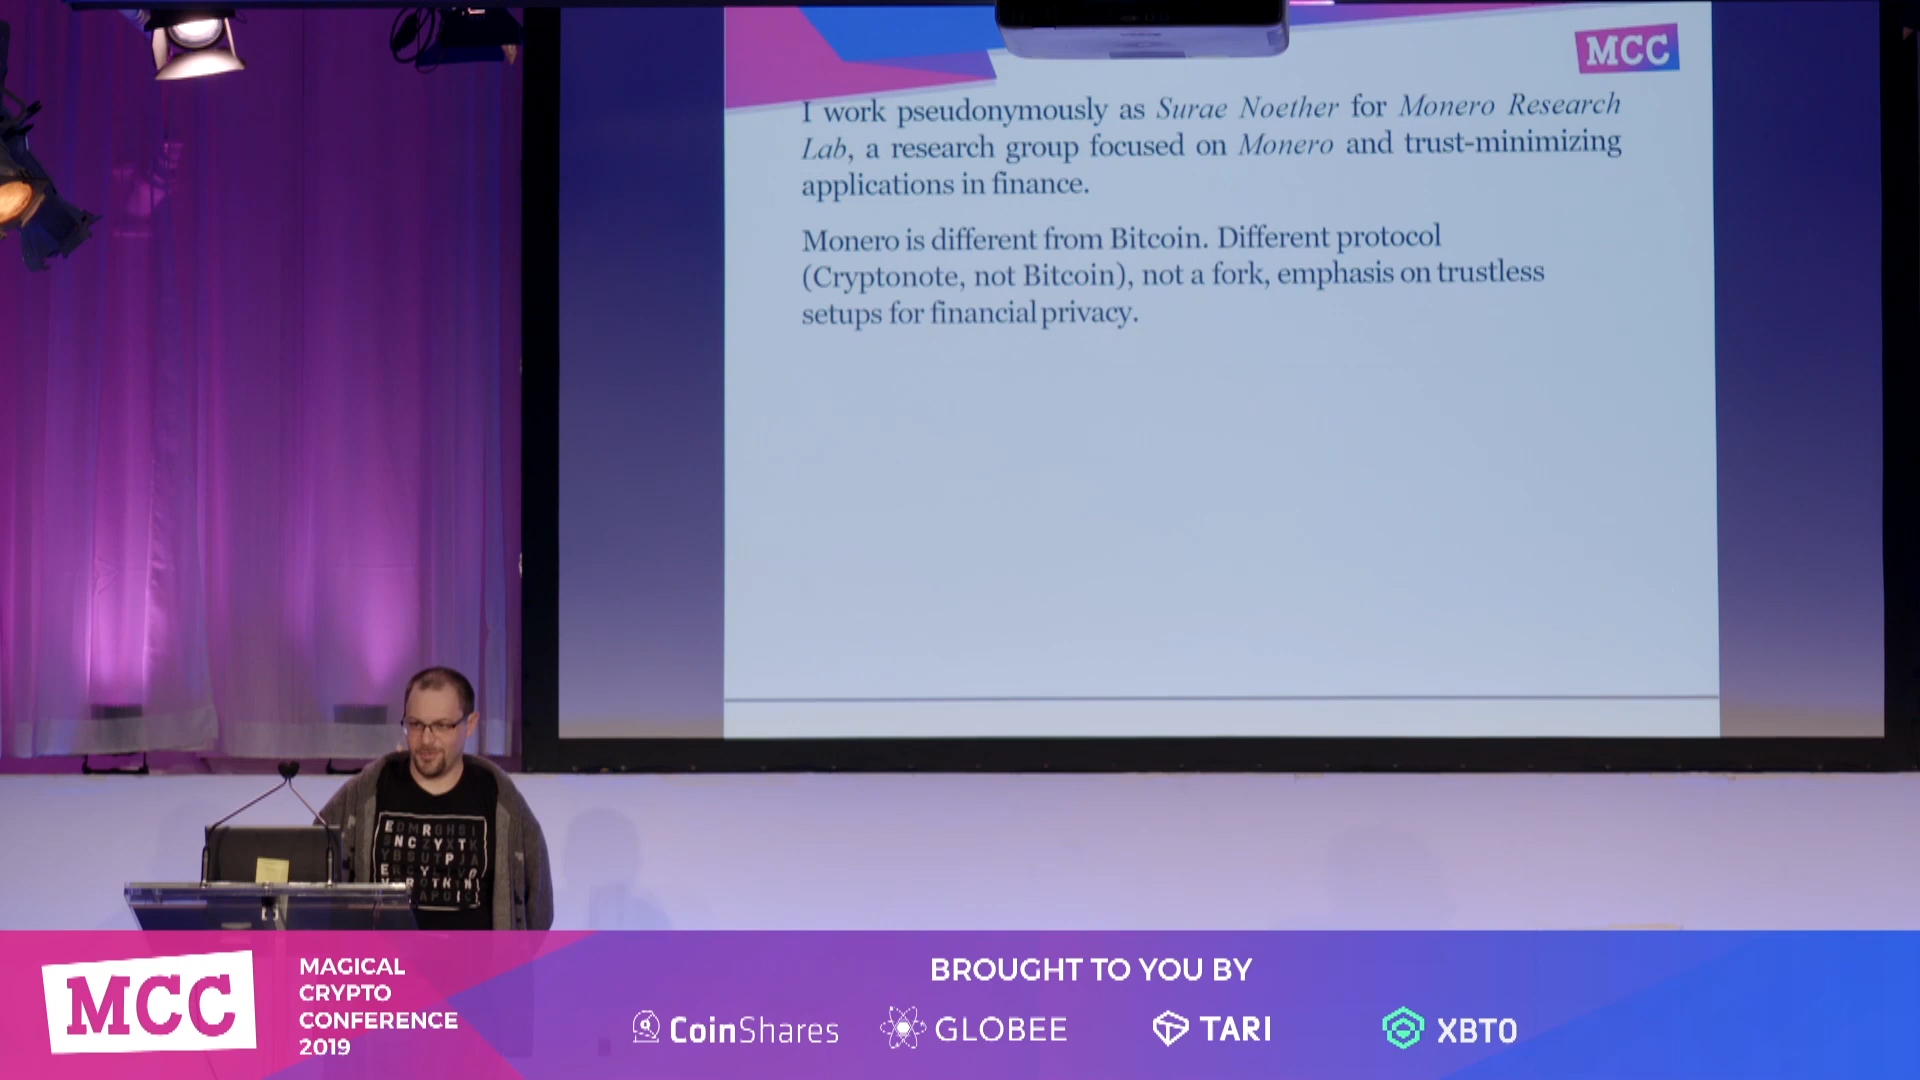 MCC
I work pseudonymously as Surae Noether for Monero Research
Lab, a research group focused on Monero and trust-minimizing
applications in finance.
Monero is different from Bitcoin. Different protocol
(Cryptonote, not Bitcoin), not a fork, emphasis on trustless
setups for financial privacy.
MCC
MAGICAL
CRYPTO
CONFERENCE
2019
BROUGHT TO YOU BY
CoinShares
GLOBEE
TARI
XBTO